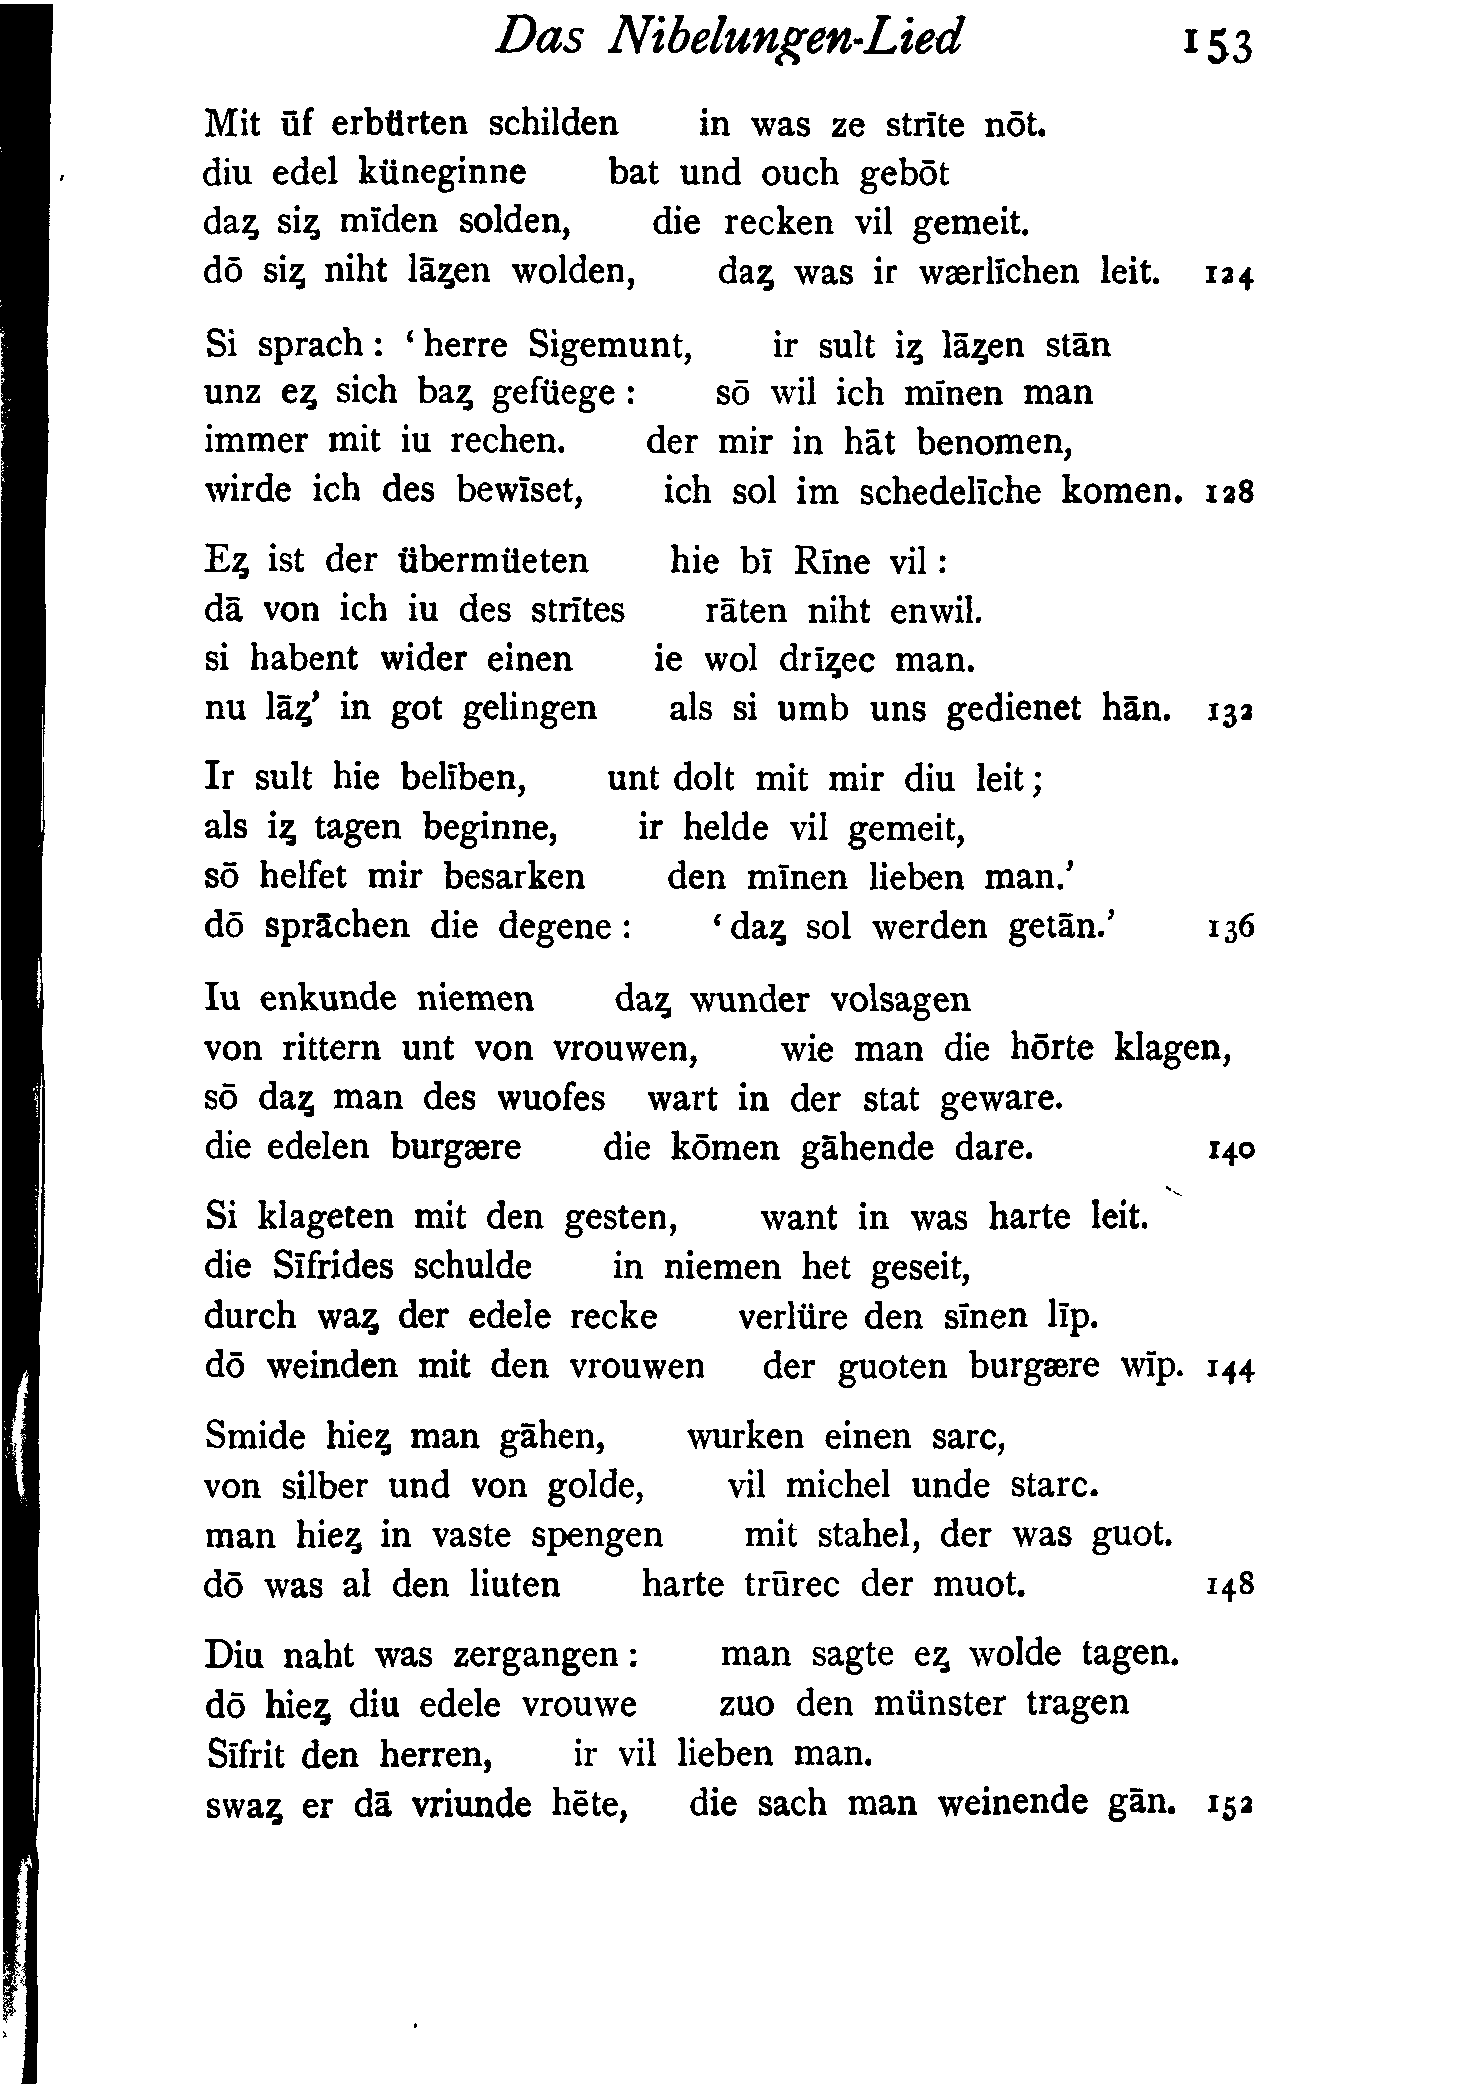 Das Nibelungen-Lied 153
Mit ūf erbürten schilden in was ze strīte nōt.
diu edel küneginne bat und ouch gebōt
daȥ siȥ mīden solden, die recken vil gemeit.
dō siȥ niht lāȥen wolden, daȥ was ir wærlīchen leit. 124
Si sprach: ‘herre Sigemunt, ir sult iȥ lāȥen stān
unz eȥ sich baȥ gefüege: sō wil ich mīnen man
immer mit iu rechen. der mir in hāt benomen,
wirde ich des bewīset, ich sol im schedelīche komen. 128
Eȥ ist der übermüeten hie bī Rīne vil:
dā von ich iu des strītes rāten niht enwil.
si habent wider einen ie wol drīȥec man.
nu lāȥ’ in got gelingen als si umb uns gedienet hān. 132
Ir sult hie belīben, unt dolt mit mir diu leit;
als iȥ tagen beginne, ir helde vil gemeit,
sō helfet mir besarken den mīnen lieben man.’
dō sprāchen die degene: ‘daȥ sol werden getān.’ 136
Iu enkunde niemen daȥ wunder volsagen
von rittern unt von vrouwen, wie man die hōrte klagen,
sō daȥ man des wuofes wart in der stat geware.
die edelen burgære die kōmen gāhende dare. 140
Si klageten mit den gesten, want in was harte leit.
die Sīfrides schulde in niemen het geseit,
durch waȥ der edele recke verlüre den sīnen līp.
dō weinden mit den vrouwen der guoten burgære wīp. 144
Smide hieȥ man gāhen, wurken einen sarc,
von silber und von golde, vil michel unde starc.
man hieȥ in vaste spengen mit stahel, der was guot.
dō was al den liuten harte trūrec der muot. 148
Diu naht was zergangen: man sagte eȥ wolde tagen.
dō hieȥ diu edele vrouwe zuo den münster tragen
Sīfrit den herren, ir vil lieben man.
swaȥ er dā vriunde hēte, die sach man weinende gān. 152